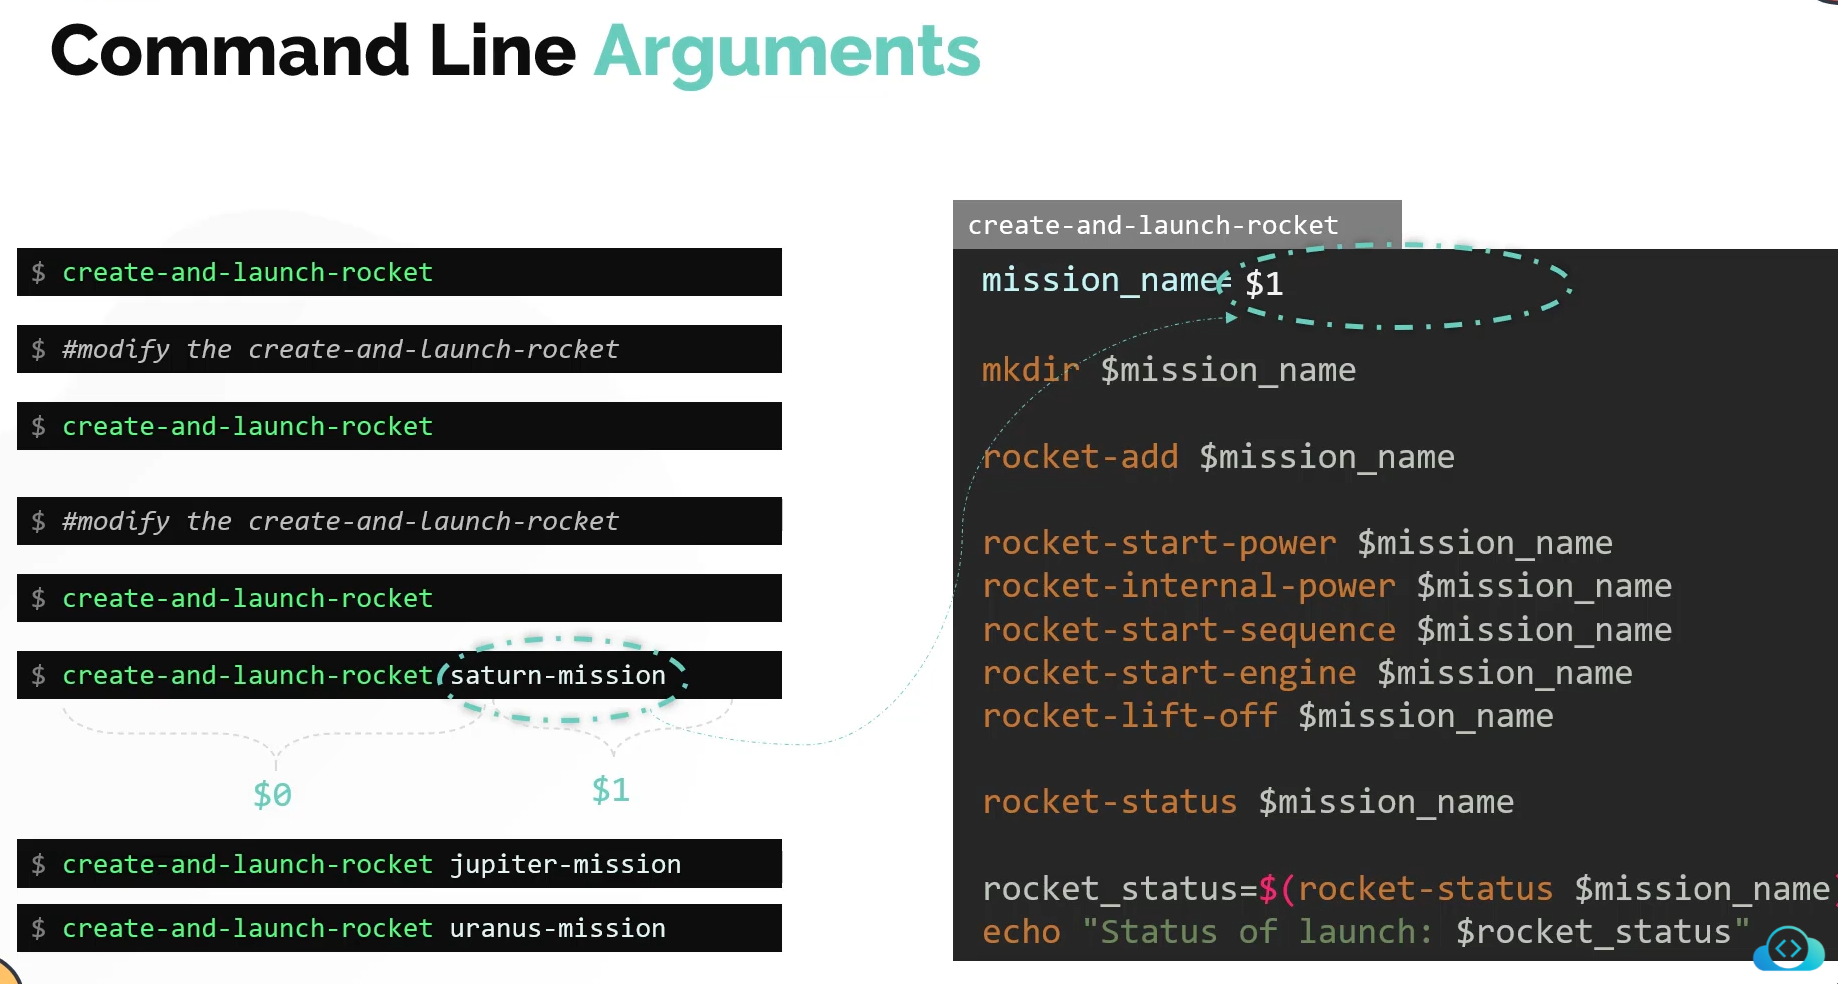 Command Line Arguments
$ create-and-launch-rocket
$ #modify the create-and-launch-rocket
$ create-and-launch-rocket
$ #modify the create-and-launch-rocket
$ create-and-launch-rocket
$ create-and-launch-rocket saturn-mission
$0 $1
$ create-and-launch-rocket jupiter-mission
$ create-and-launch-rocket uranus-mission
create-and-launch-rocket
mission_name= $1
mkdir $mission_name
rocket-add $mission_name
rocket-start-power $mission_name
rocket-internal-power $mission_name
rocket-start-sequence $mission_name
rocket-start-engine $mission_name
rocket-lift-off $mission_name
rocket-status $mission_name
rocket_status=$(rocket-status $mission_name)
echo "Status of launch: $rocket_status"